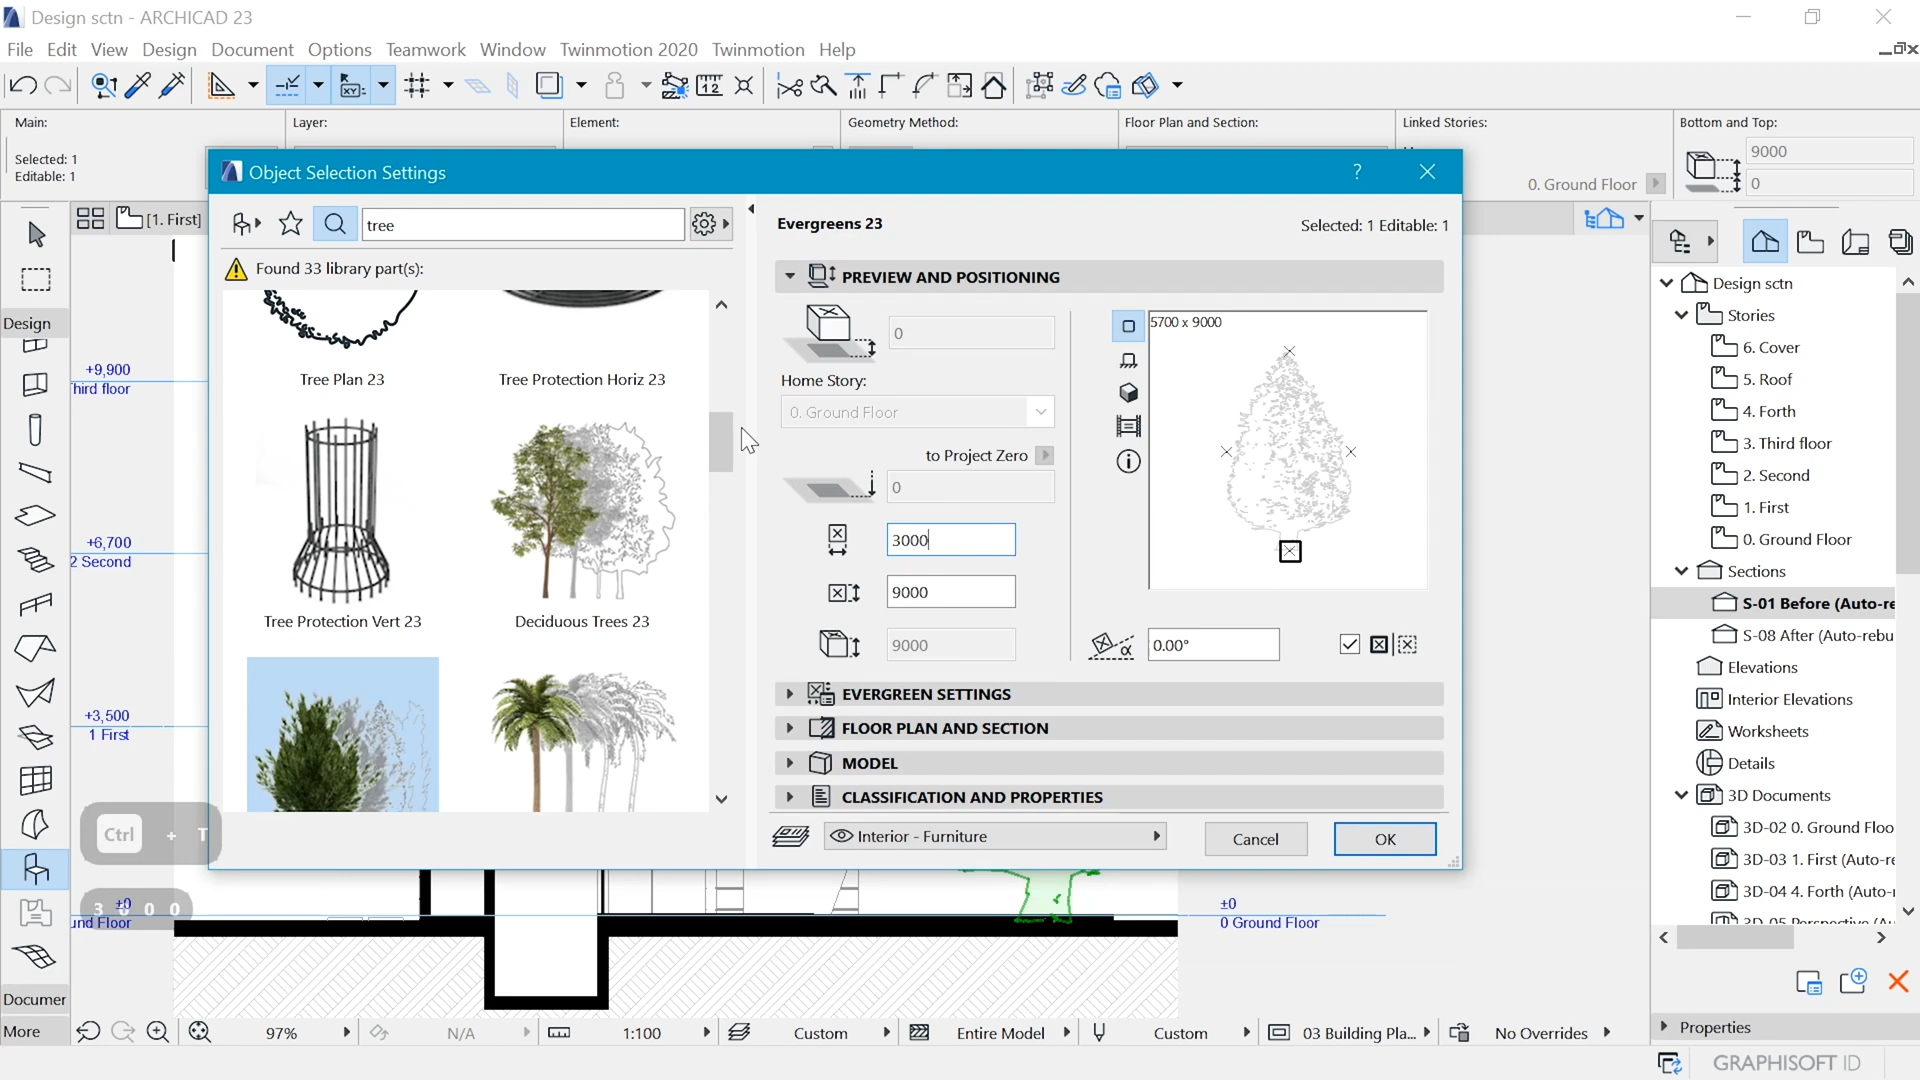 Design sctn - ARCHICAD 23
File Edit View Design Document Options Teamwork Window Twinmotion 2020 Twinmotion Help
Main:
Layer:
Element:
Geometry Method:
Floor Plan and Section:
Linked Stories:
Bottom and Top:
Selected: 1
Editable: 1
0. Ground Floor
9000
0
[1. First]
Object Selection Settings
?
tree
Found 33 library part(s):
Tree Plan 23
Tree Protection Horiz 23
Tree Protection Vert 23
Deciduous Trees 23
Evergreens 23
Selected: 1 Editable: 1
PREVIEW AND POSITIONING
0
Home Story:
0. Ground Floor
to Project Zero
0
3000
9000
9000
5700 x 9000
α
0.00°
EVERGREEN SETTINGS
FLOOR PLAN AND SECTION
MODEL
CLASSIFICATION AND PROPERTIES
Interior - Furniture
Cancel
OK
Design
Documer
More
+9,900
hird floor
+6,700
2 Second
+3,500
1 First
±0
und Floor
Ctrl + T
3 0 0 0
±0
0 Ground Floor
Design sctn
Stories
6. Cover
5. Roof
4. Forth
3. Third floor
2. Second
1. First
0. Ground Floor
Sections
S-01 Before (Auto-re
S-08 After (Auto-rebu
Elevations
Interior Elevations
Worksheets
Details
3D Documents
3D-02 0. Ground Floo
3D-03 1. First (Auto-re
3D-04 4. Forth (Auto-r
3D-05 Perspective (Au
Properties
97%
N/A
1:100
Custom
Entire Model
Custom
03 Building Pla...
No Overrides
GRAPHISOFT ID